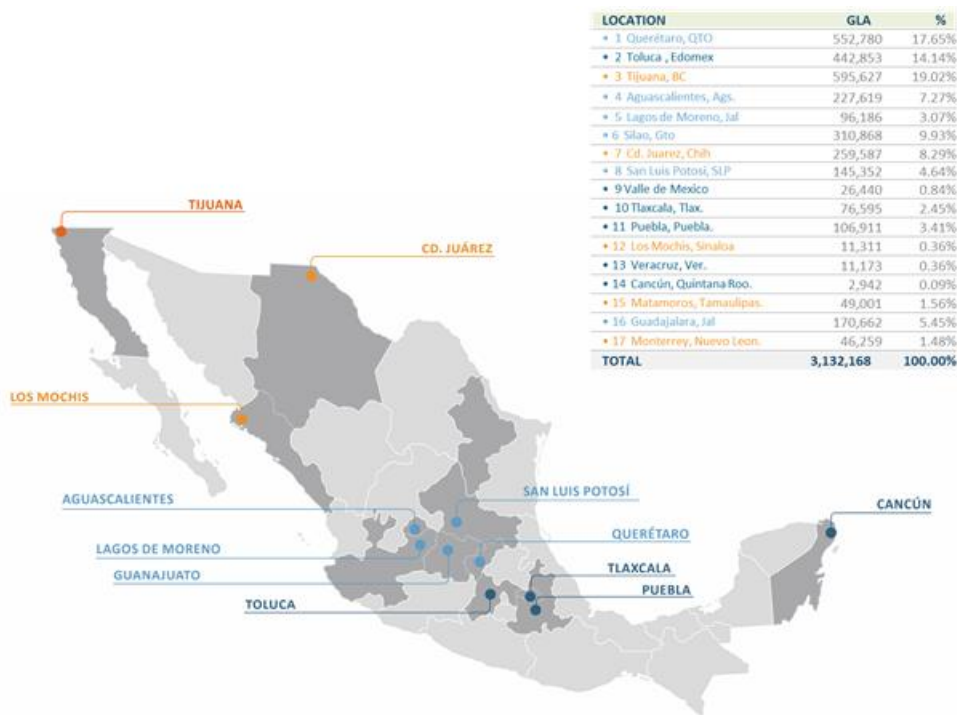 LOCATION GLA %
• 1 Querétaro, QTO 552,780 17.65%
• 2 Toluca , Edomex 442,853 14.14%
• 3 Tijuana, BC 595,627 19.02%
• 4 Aguascalientes, Ags. 227,619 7.27%
• 5 Lagos de Moreno, Jal 96,186 3.07%
• 6 Silao, Gto 310,868 9.93%
• 7 Cd. Juarez, Chih 259,587 8.29%
• 8 San Luis Potosí, SLP 145,352 4.64%
• 9 Valle de Mexico 26,440 0.84%
• 10 Tlaxcala, Tlax. 76,595 2.45%
• 11 Puebla, Puebla. 106,911 3.41%
• 12 Los Mochis, Sinaloa 11,311 0.36%
• 13 Veracruz, Ver. 11,173 0.36%
• 14 Cancún, Quintana Roo. 2,942 0.09%
• 15 Matamoros, Tamaulipas. 49,001 1.56%
• 16 Guadajalara, Jal 170,662 5.45%
• 17 Monterrey, Nuevo Leon. 46,259 1.48%
TOTAL 3,132,168 100.00%
TIJUANA
CD. JUÁREZ
LOS MOCHIS
AGUASCALIENTES
SAN LUIS POTOSÍ
CANCÚN
LAGOS DE MORENO
QUERÉTARO
GUANAJUATO
TLAXCALA
PUEBLA
TOLUCA